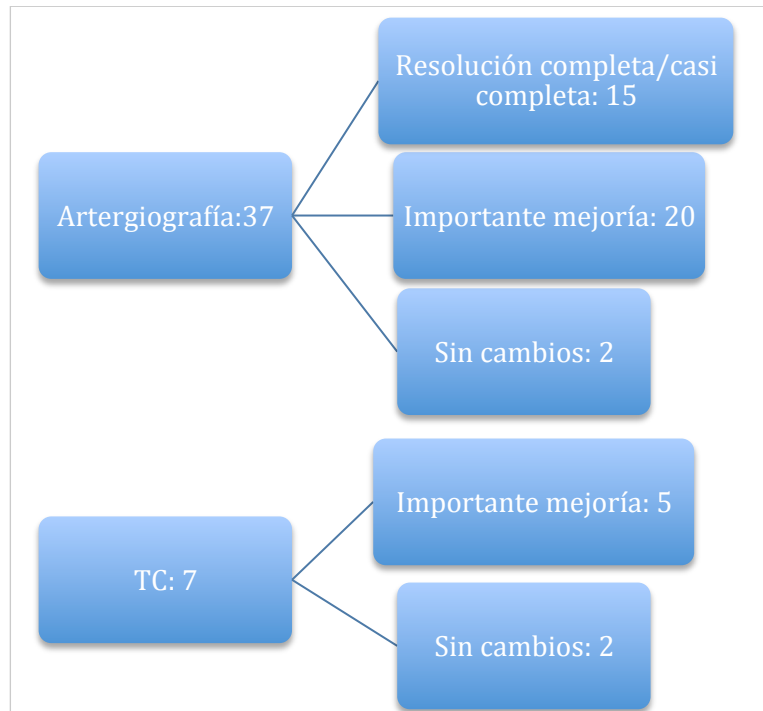 Artergiografía:37
Resolución completa/casi
completa: 15
Importante mejoría: 20
Sin cambios: 2
TC: 7
Importante mejoría: 5
Sin cambios: 2